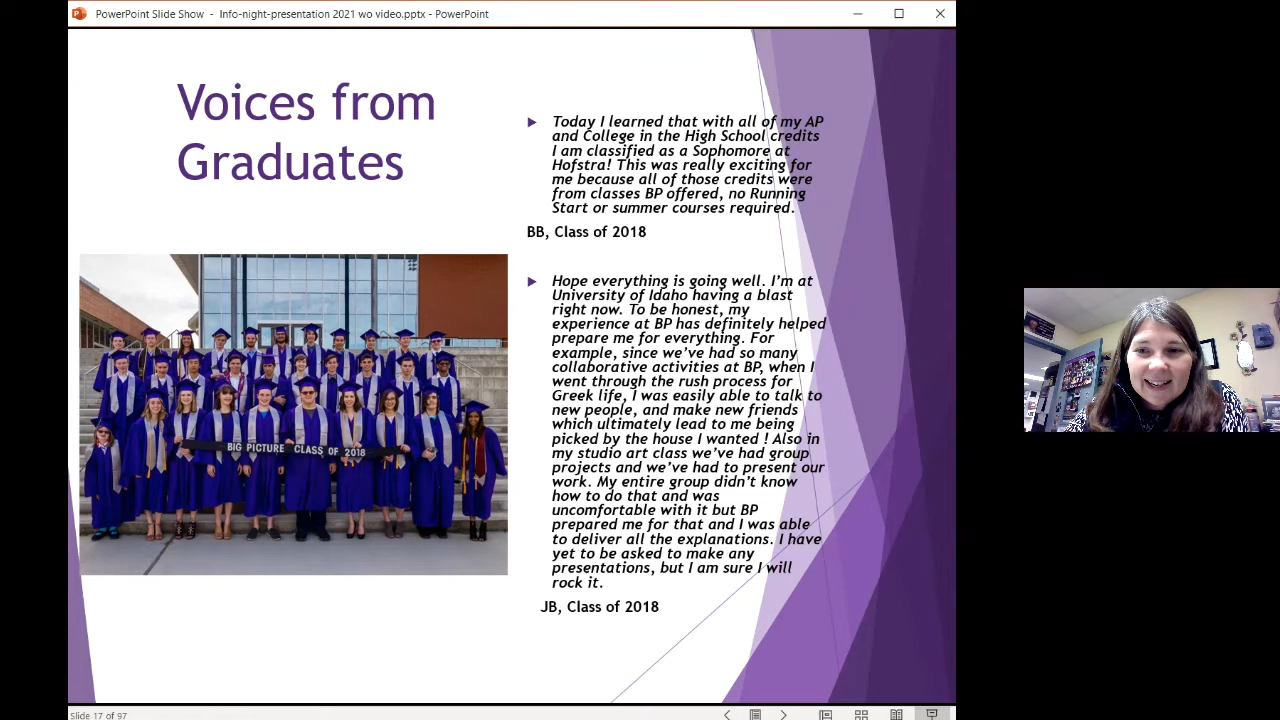 PowerPoint Slide Show - Info-night-presentation 2021 wo video.pptx - PowerPoint
Voices from
Graduates
Today I learned that with all of my AP
and College in the High School credits
I am classified as a Sophomore at
Hofstra! This was really exciting for
me because all of those credits were
from classes BP offered, no Running
Start or summer courses required.
BB, Class of 2018
Hope everything is going well. I'm at
University of Idaho having a blast
right now. To be honest, my
experience at BP has definitely helped
prepare me for everything. For
example, since we've had so many
collaborative activities at BP, when I
went through the rush process for
Greek life, I was easily able to talk to
new people, and make new friends
which ultimately lead to me being
picked by the house I wanted ! Also in
my studio art class we've had group
projects and we've had to present our
work. My entire group didn't know
how to do that and was
uncomfortable with it but BP
prepared me for that and I was able
to deliver all the explanations. I have
yet to be asked to make any
presentations, but I am sure I will
rock it.
JB, Class of 2018
BIG PICTURE CLASS OF 2018
Slide 17 of 97